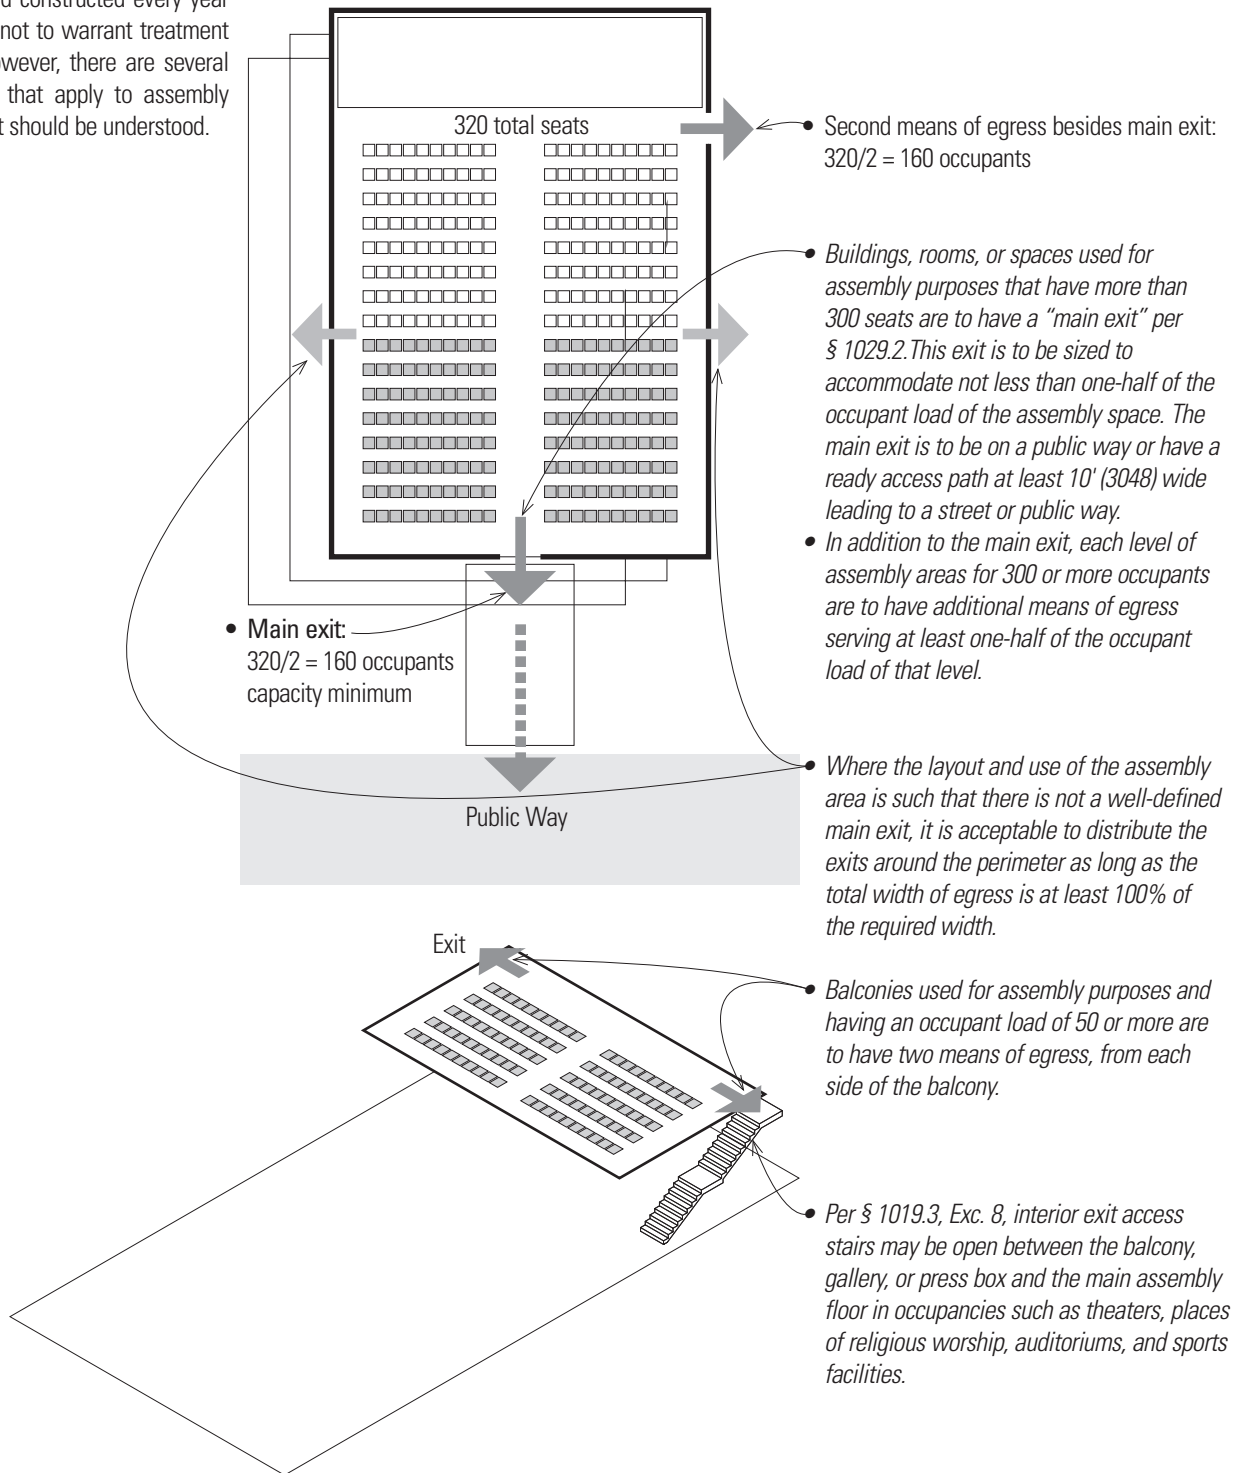 d constructed every year
not to warrant treatment
wever, there are several
that apply to assembly
t should be understood.
320 total seats
• Second means of egress besides main exit:
320/2 = 160 occupants
• Buildings, rooms, or spaces used for
assembly purposes that have more than
300 seats are to have a “main exit” per
§ 1029.2.This exit is to be sized to
accommodate not less than one-half of the
occupant load of the assembly space. The
main exit is to be on a public way or have a
ready access path at least 10' (3048) wide
leading to a street or public way.
• In addition to the main exit, each level of
assembly areas for 300 or more occupants
are to have additional means of egress
serving at least one-half of the occupant
load of that level.
• Main exit:
320/2 = 160 occupants
capacity minimum
Public Way
• Where the layout and use of the assembly
area is such that there is not a well-defined
main exit, it is acceptable to distribute the
exits around the perimeter as long as the
total width of egress is at least 100% of
the required width.
Exit
• Balconies used for assembly purposes and
having an occupant load of 50 or more are
to have two means of egress, from each
side of the balcony.
• Per § 1019.3, Exc. 8, interior exit access
stairs may be open between the balcony,
gallery, or press box and the main assembly
floor in occupancies such as theaters, places
of religious worship, auditoriums, and sports
facilities.